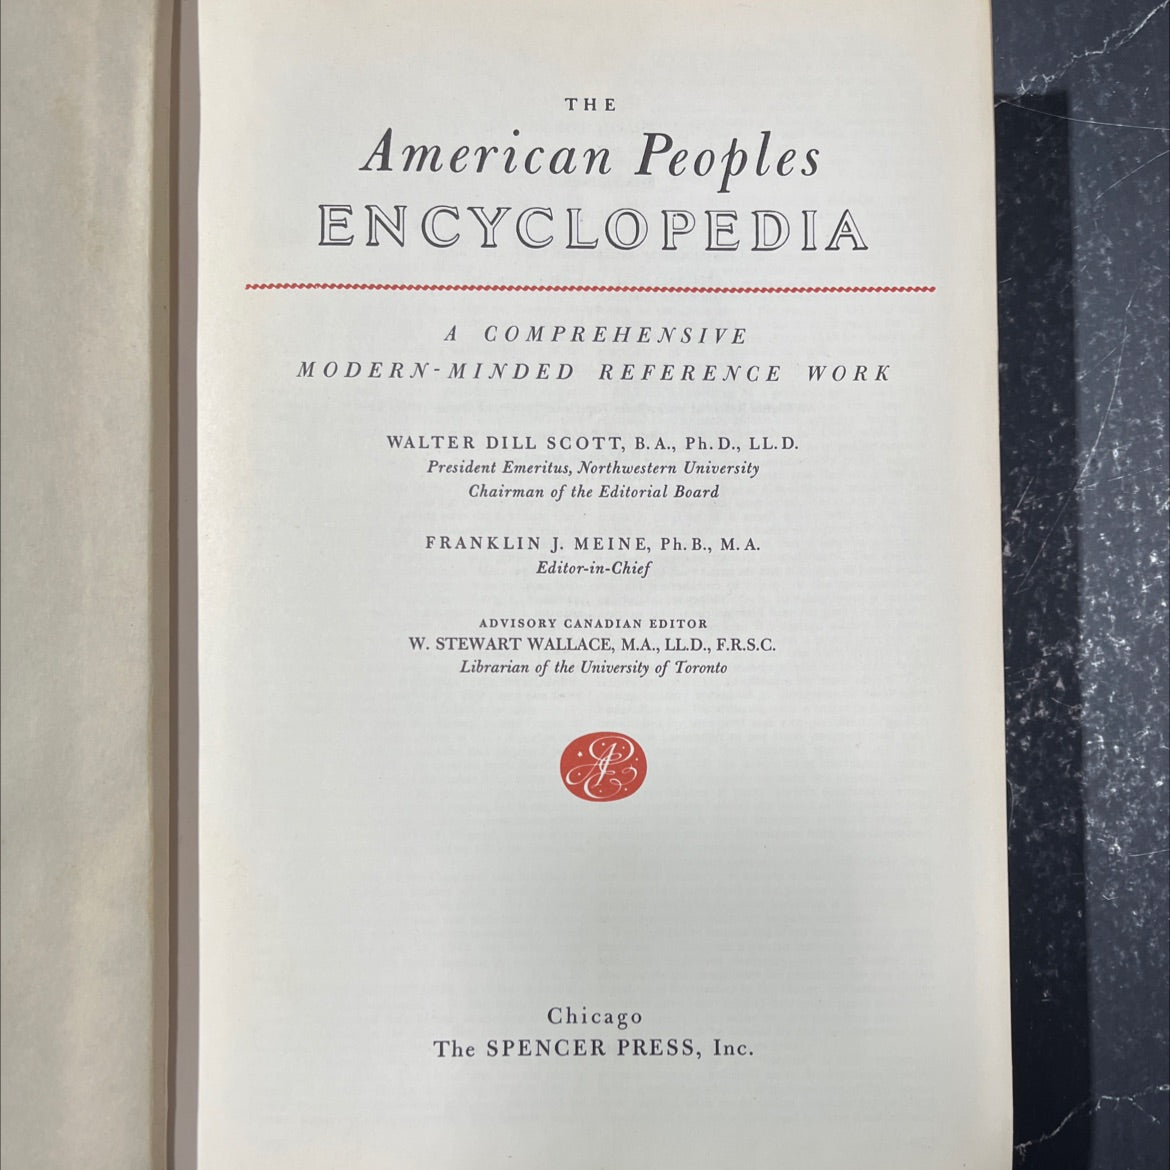 THE
American Peoples
ENCYCLOPEDIA
A COMPREHENSIVE
MODERN-MINDED REFERENCE WORK
WALTER DILL SCOTT, B.A., Ph.D., LL.D.
President Emeritus, Northwestern University
Chairman of the Editorial Board
FRANKLIN J. MEINE, Ph.B., M.A.
Editor-in-Chief
ADVISORY CANADIAN EDITOR
W. STEWART WALLACE, M.A., LL.D., F.R.S.C.
Librarian of the University of Toronto
Chicago
The SPENCER PRESS, Inc.